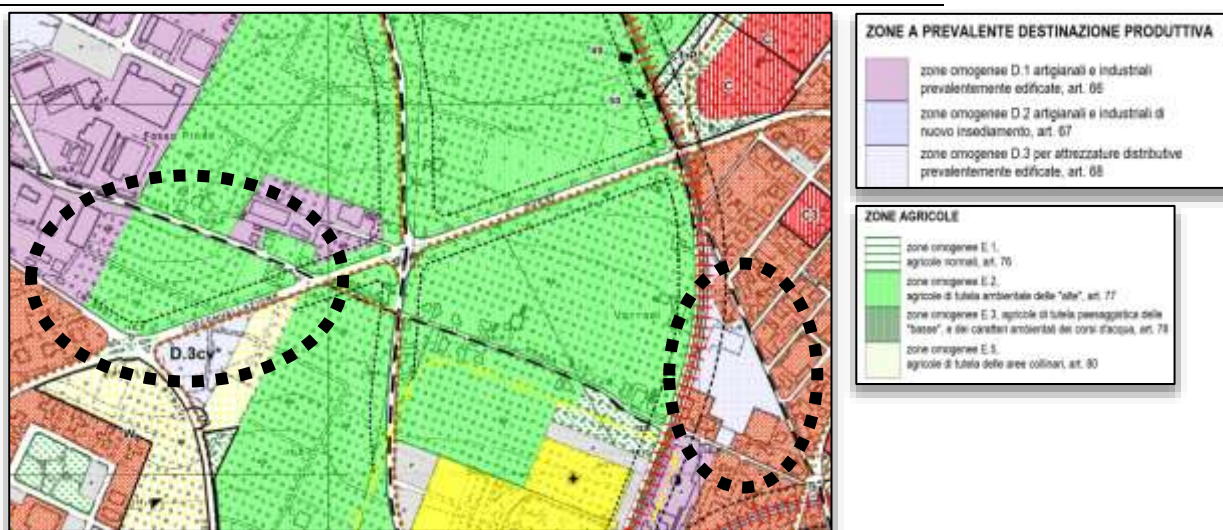 Fosso Pindo
Verroel
D.3cv*
C
C
C3
ZONE A PREVALENTE DESTINAZIONE PRODUTTIVA
zone omogenee D.1 artigianali e industriali
prevalentemente edificate, art. 66
zone omogenee D.2 artigianali e industriali di
nuovo insediamento, art. 67
zone omogenee D.3 per attrezzature distributive
prevalentemente edificate, art. 68
ZONE AGRICOLE
zone omogenee E.1,
agricole normali, art. 76
zone omogenee E.2,
agricole di tutela ambientale delle "alte", art. 77
zone omogenee E.3, agricole di tutela paesaggistica delle
"basse", e dei caratteri ambientali dei corsi d'acqua, art. 78
zone omogenee E.5,
agricole di tutela delle aree collinari, art. 80